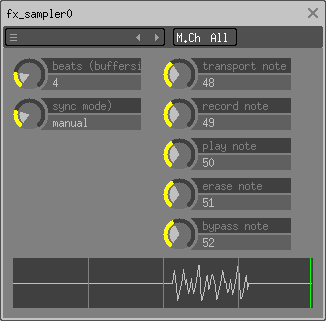 fx_sampler0
M.Ch All
beats (buffersi
4
sync mode)
manual
transport note
48
record note
49
play note
50
erase note
51
bypass note
52